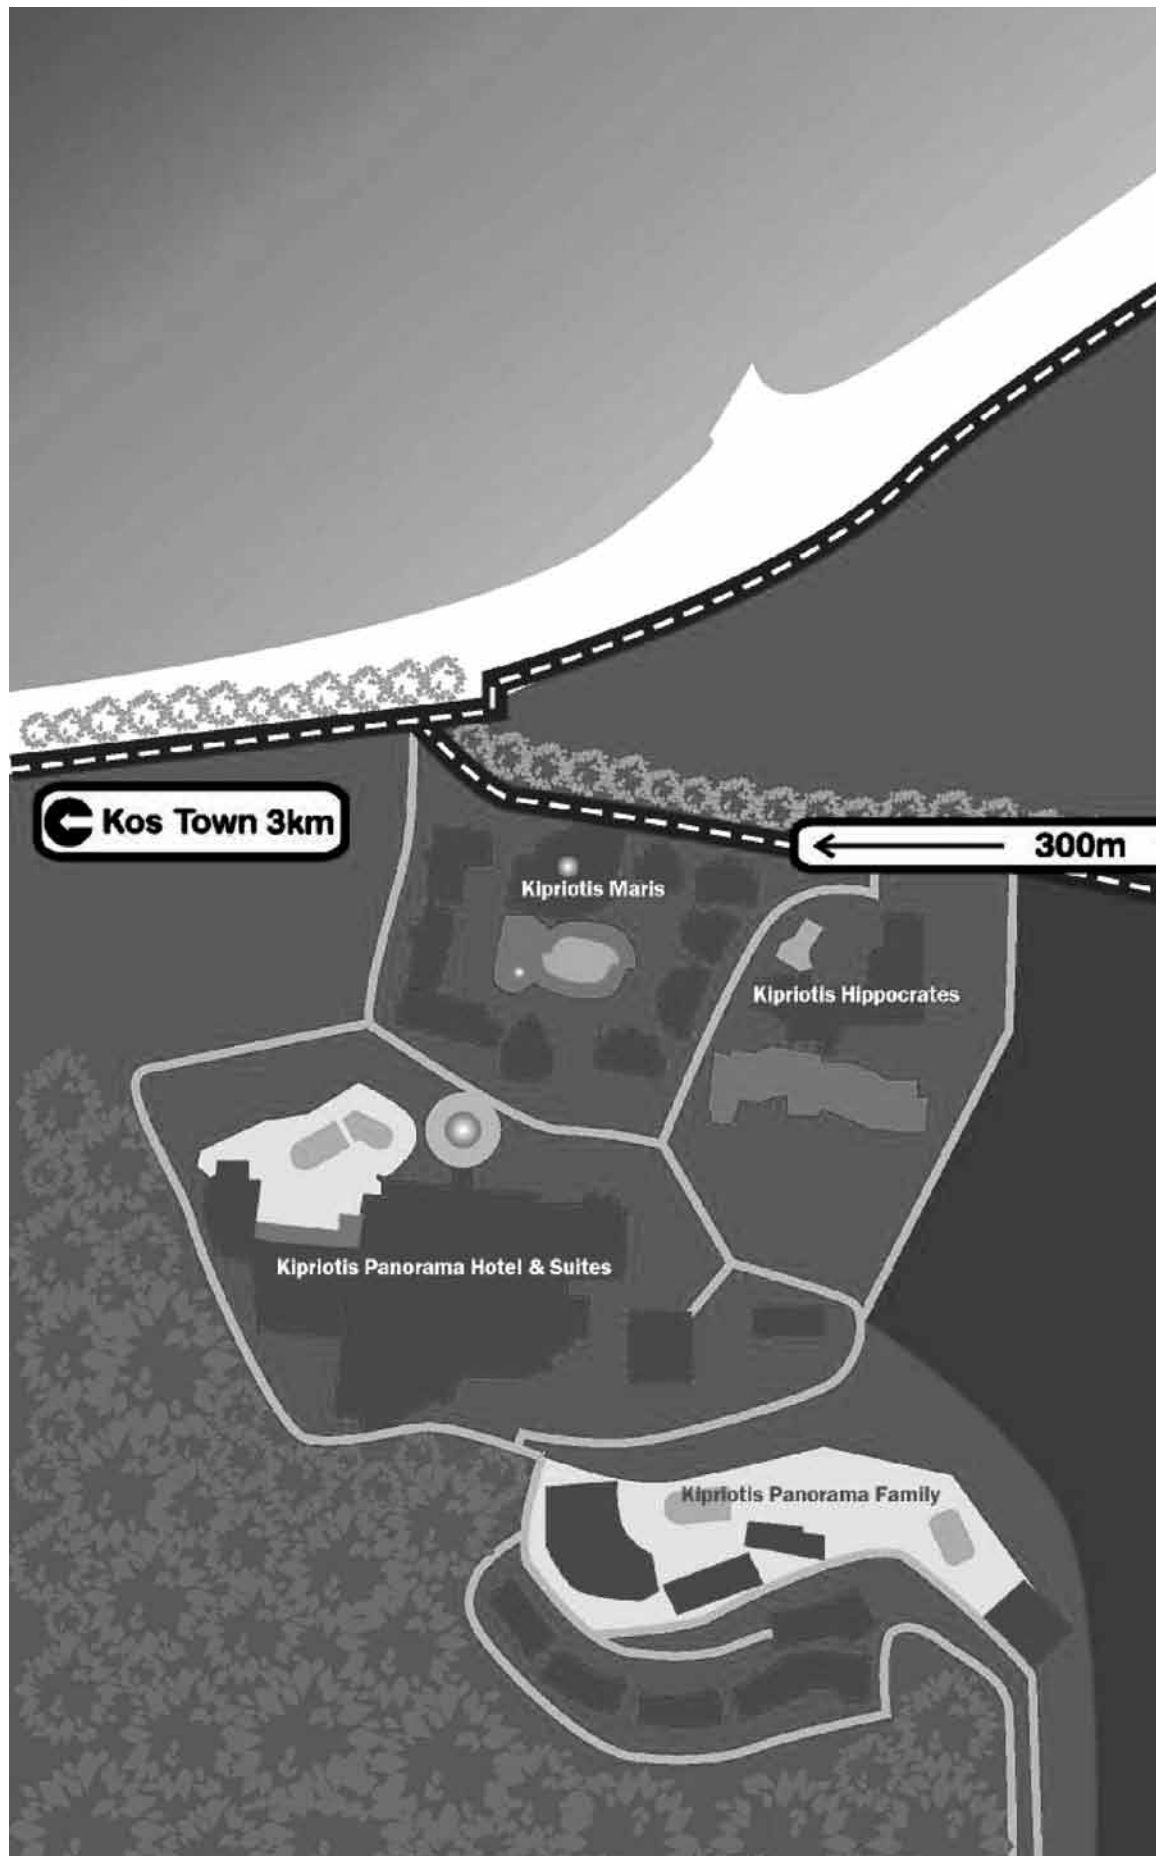 Kos Town 3km
300m
Kipriotis Maris
Kipriotis Hippocrates
Kipriotis Panorama Hotel & Suites
Kipriotis Panorama Family